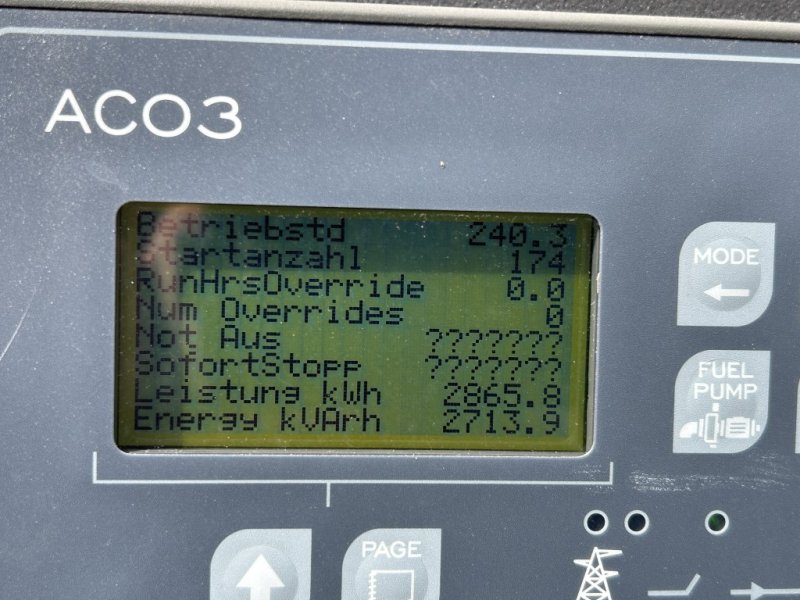 ACO3
Betriebstd 240.3
Startanzahl 174
RunHrsOverride 0.0
Num Overrides 0
Not Aus ???????
SofortStopp ???????
Leistung kWh 2865.8
Energy kVArh 2713.9
MODE
FUEL
PUMP
PAGE